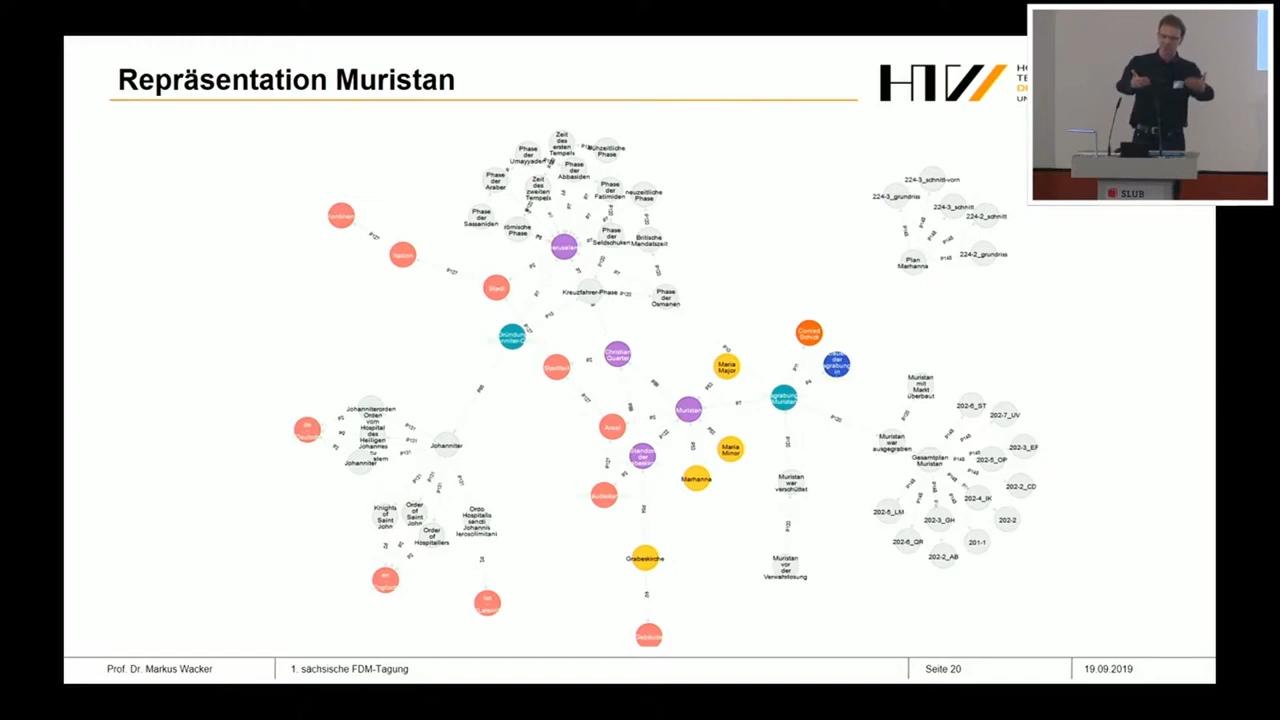 Repräsentation Muristan
HTW
SLUB
Zeit
des
ersten
Tempels
Phase
der
Umayyaden
Phase
der
Abbasiden
Phase
der
Araber
Zeit
des
zweiten
Tempels
Phase
der
Fatimiden
neuzeitliche
Phase
Phase
der
Sassaniden
römische
Phase
Phase
der
Seldschuken
Britische
Mandatszeit
Nation
Stadt
Kreuzfahrer-Phase
Phase
der
Osmanen
224-3_schnitt-vorn
224-3_grundriss
224-3_schnitt
224-2_schnitt
224-2_grundriss
Plan
Marhanna
Christian
Quarter
Stadtteil
Maria
Major
Conrad
Schick
Muristan
Areal
Maria
Minor
Marhanna
Muristan
mit
Markt
überbaut
Muristan
war
ausgegraben
Gesamtplan
Muristan
202-6_ST
202-7_UV
202-3_EF
202-5_OP
202-2_CD
202-4_IK
202-2
202-5_LM
202-3_GH
201-1
202-6_QR
202-2_AB
Johanniterorden
Orden
vom
Hospital
des
Heiligen
Johannes
Johanniter
Johanniter
Knights
of
Saint
John
Order
of
Saint
John
Order
of
Hospitallers
Ordo
Hospitalis
sancti
Johannis
Ierosolimitani
Muristan
war
verschüttet
Muristan
vor
der
Verwahrlosung
Grabeskirche
Gebäude
Prof. Dr. Markus Wacker
1. sächsische FDM-Tagung
Seite 20
19.09.2019